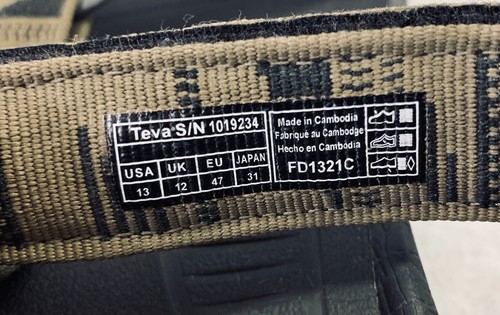 Teva S/N 1019234
USA UK EU JAPAN
13 12 47 31
Made in Cambodia
Fabriqué au Cambodge
Hecho en Cambodia
FD1321C